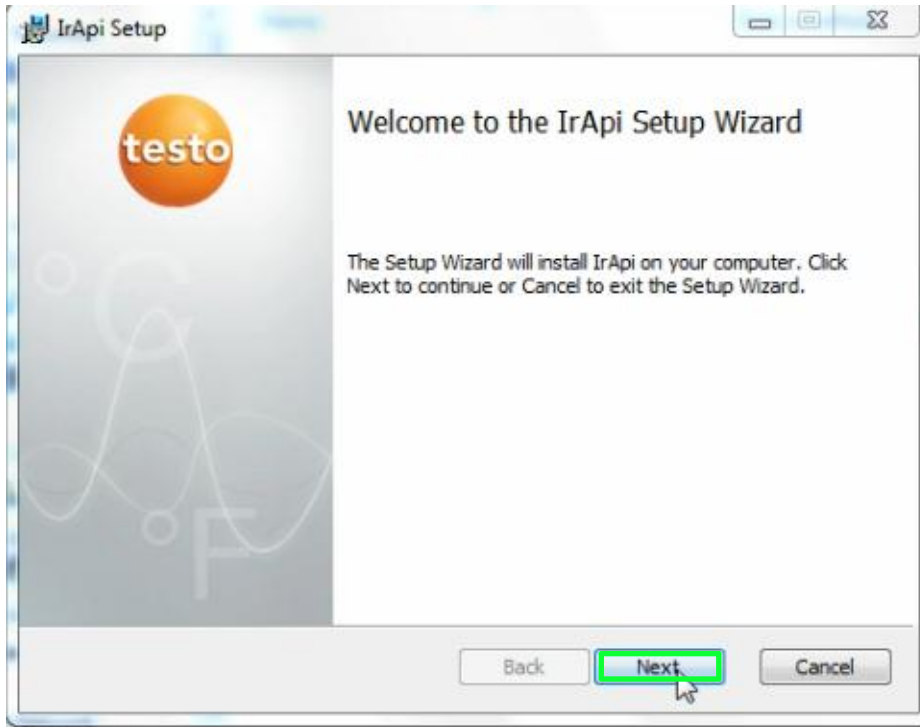 IrApi Setup
testo
Welcome to the IrApi Setup Wizard
The Setup Wizard will install IrApi on your computer. Click
Next to continue or Cancel to exit the Setup Wizard.
°C
°F
Back Next Cancel